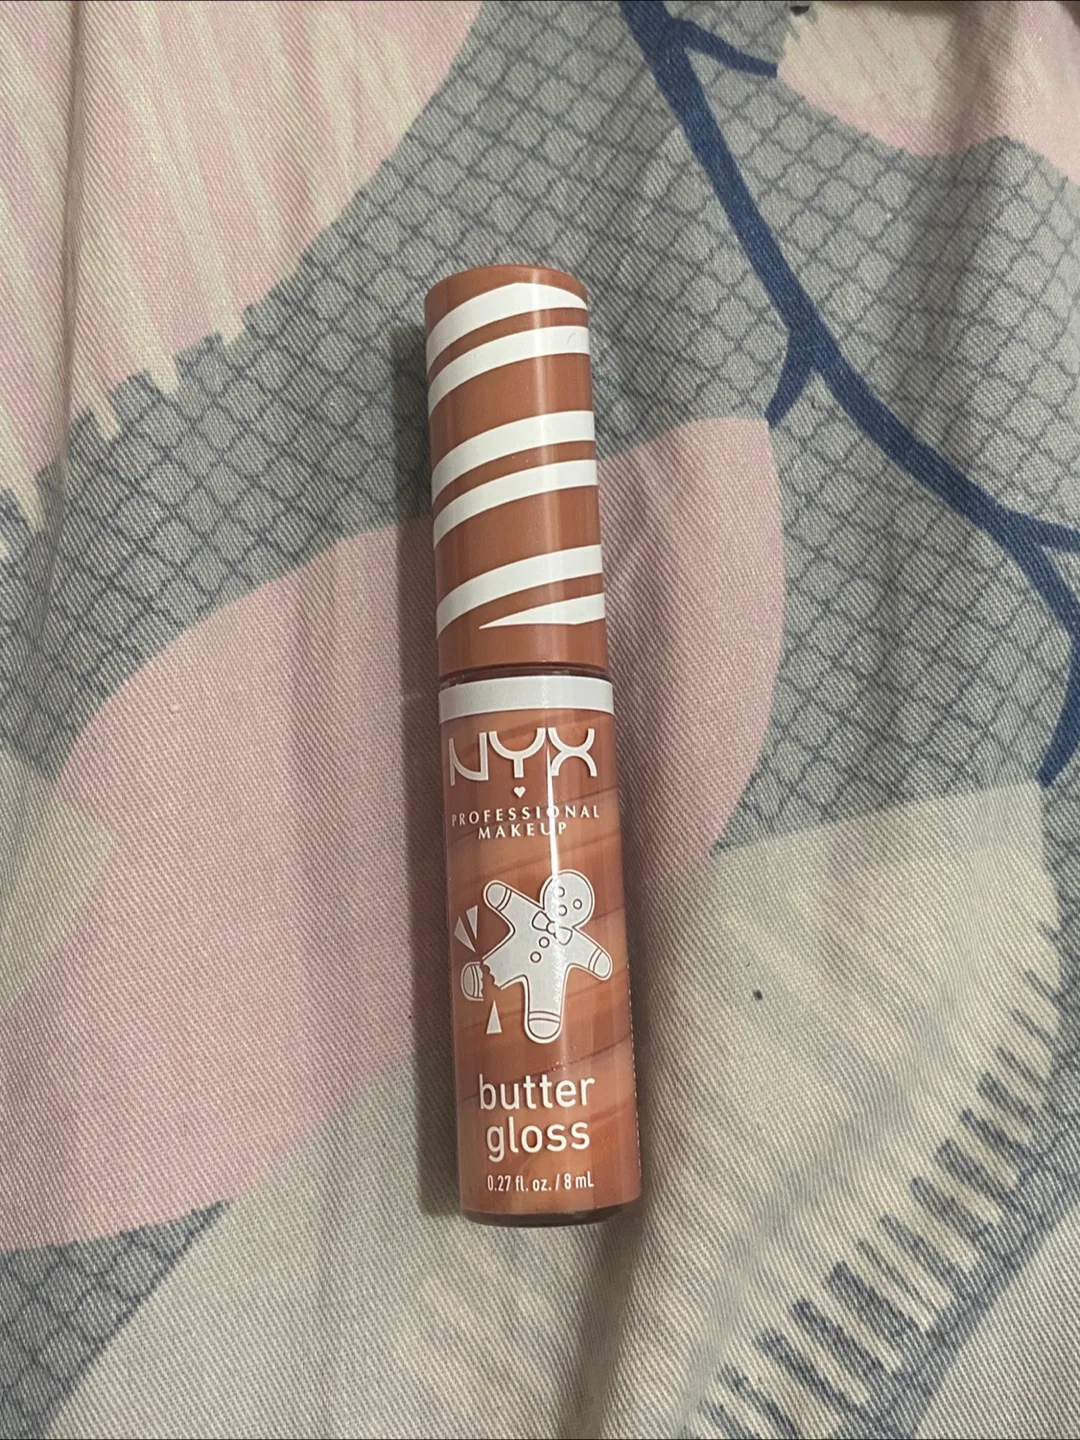 NYX
PROFESSIONAL
MAKEUP
butter
gloss
0.27 fl. oz. / 8 mL